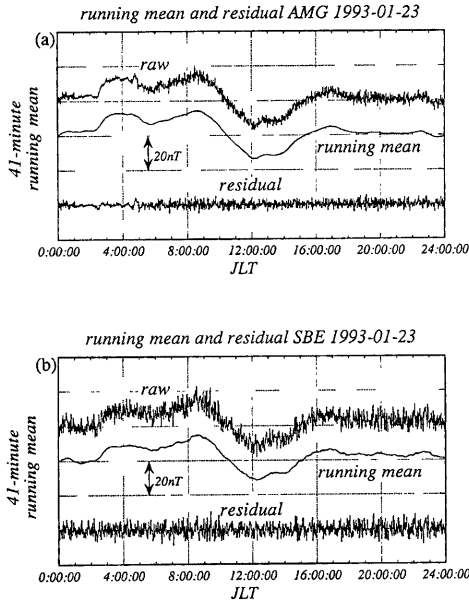 running mean and residual AMG 1993-01-23
(a)
raw
41-minute
running mean
20nT
running mean
residual
0:00:00 4:00:00 8:00:00 12:00:00 16:00:00 20:00:00 24:00:00
JLT
running mean and residual SBE 1993-01-23
(b)
raw
41-minute
running mean
20nT
running mean
residual
0:00:00 4:00:00 8:00:00 12:00:00 16:00:00 20:00:00 24:00:00
JLT